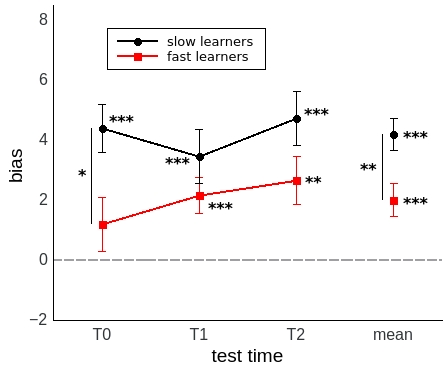 8
slow learners
fast learners
6
***
***
4
***
***
bias
*
**
**
2
***
***
0
−2
T0
T1
T2
mean
test time